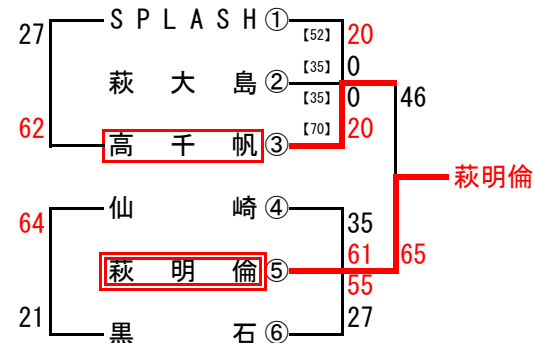 27 SPLASH① 【52】 20
萩大島② 【35】 0
【35】 0 46
62 高千帆③ 【70】 20
萩明倫
64 仙崎④ 35
萩明倫⑤ 61 65
55
21 黒石⑥ 27